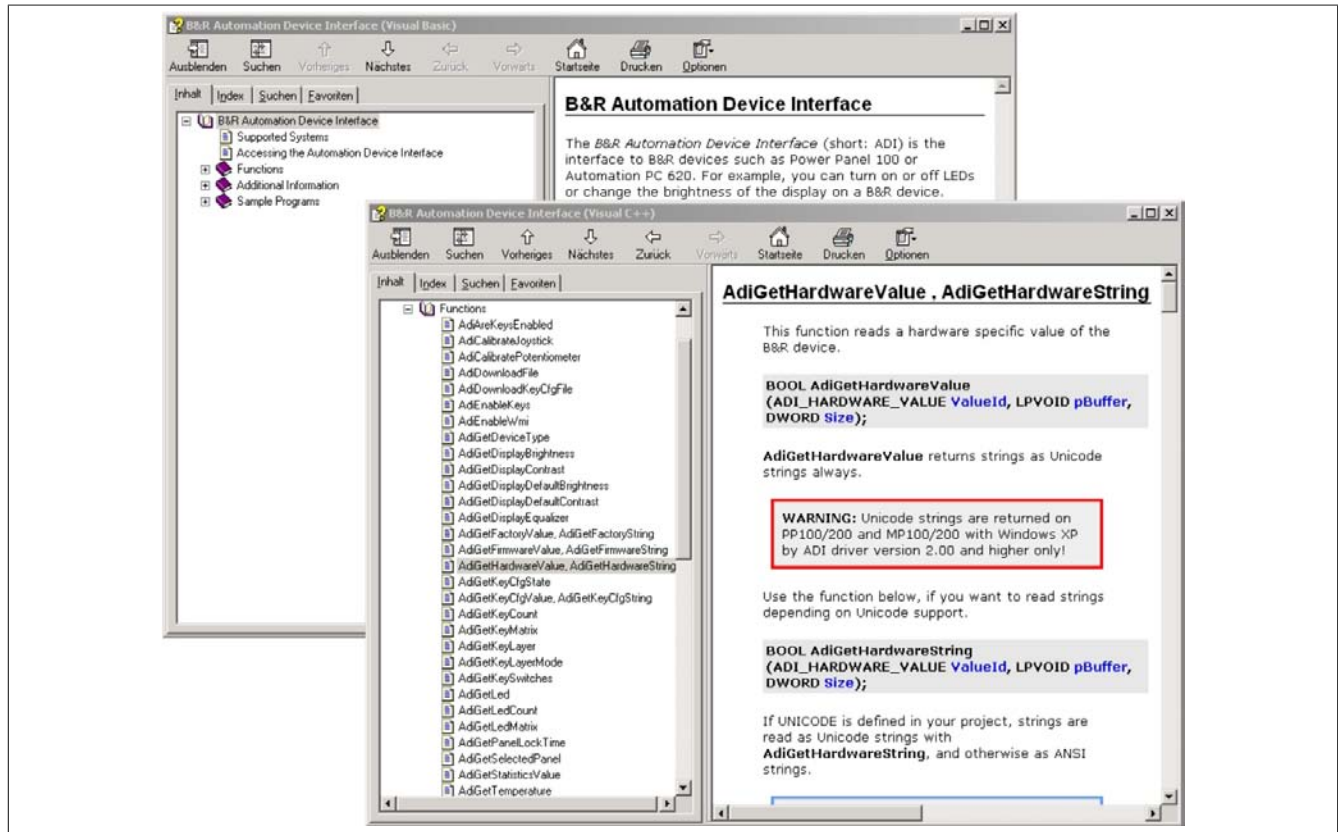 B&R Automation Device Interface (Visual Basic)
Ausblenden Suchen Vorheriges Nächstes Zurück Vorwärts Startseite Drucken Optionen
Inhalt Index Suchen Favoriten
B&R Automation Device Interface
Supported Systems
Accessing the Automation Device Interface
Functions
Additional Information
Sample Programs
B&R Automation Device Interface
The B&R Automation Device Interface (short: ADI) is the
interface to B&R devices such as Power Panel 100 or
Automation PC 620. For example, you can turn on or off LEDs
or change the brightness of the display on a B&R device.
B&R Automation Device Interface (Visual C++)
Ausblenden Suchen Vorheriges Nächstes Zurück Vorwärts Startseite Drucken Optionen
Inhalt Index Suchen Favoriten
Functions
AdiAreKeysEnabled
AdiCalibrateJoystick
AdiCalibratePotentiometer
AdiDownloadFile
AdiDownloadKeyCfgFile
AdiEnableKeys
AdiEnableWmi
AdiGetDeviceType
AdiGetDisplayBrightness
AdiGetDisplayContrast
AdiGetDisplayDefaultBrightness
AdiGetDisplayDefaultContrast
AdiGetDisplayEqualizer
AdiGetFactoryValue, AdiGetFactoryString
AdiGetFirmwareValue, AdiGetFirmwareString
AdiGetHardwareValue, AdiGetHardwareString
AdiGetKeyCfgState
AdiGetKeyCfgValue, AdiGetKeyCfgString
AdiGetKeyCount
AdiGetKeyMatrix
AdiGetKeyLayer
AdiGetKeyLayerMode
AdiGetKeySwitches
AdiGetLed
AdiGetLedCount
AdiGetLedMatrix
AdiGetPanelLockTime
AdiGetSelectedPanel
AdiGetStatisticsValue
AdiGetTemperature
AdiGetHardwareValue , AdiGetHardwareString
This function reads a hardware specific value of the
B&R device.
BOOL AdiGetHardwareValue
(ADI_HARDWARE_VALUE ValueId, LPVOID pBuffer,
DWORD Size);
AdiGetHardwareValue returns strings as Unicode
strings always.
WARNING: Unicode strings are returned on
PP100/200 and MP100/200 with Windows XP
by ADI driver version 2.00 and higher only!
Use the function below, if you want to read strings
depending on Unicode support.
BOOL AdiGetHardwareString
(ADI_HARDWARE_VALUE ValueId, LPVOID pBuffer,
DWORD Size);
If UNICODE is defined in your project, strings are
read as Unicode strings with
AdiGetHardwareString, and otherwise as ANSI
strings.